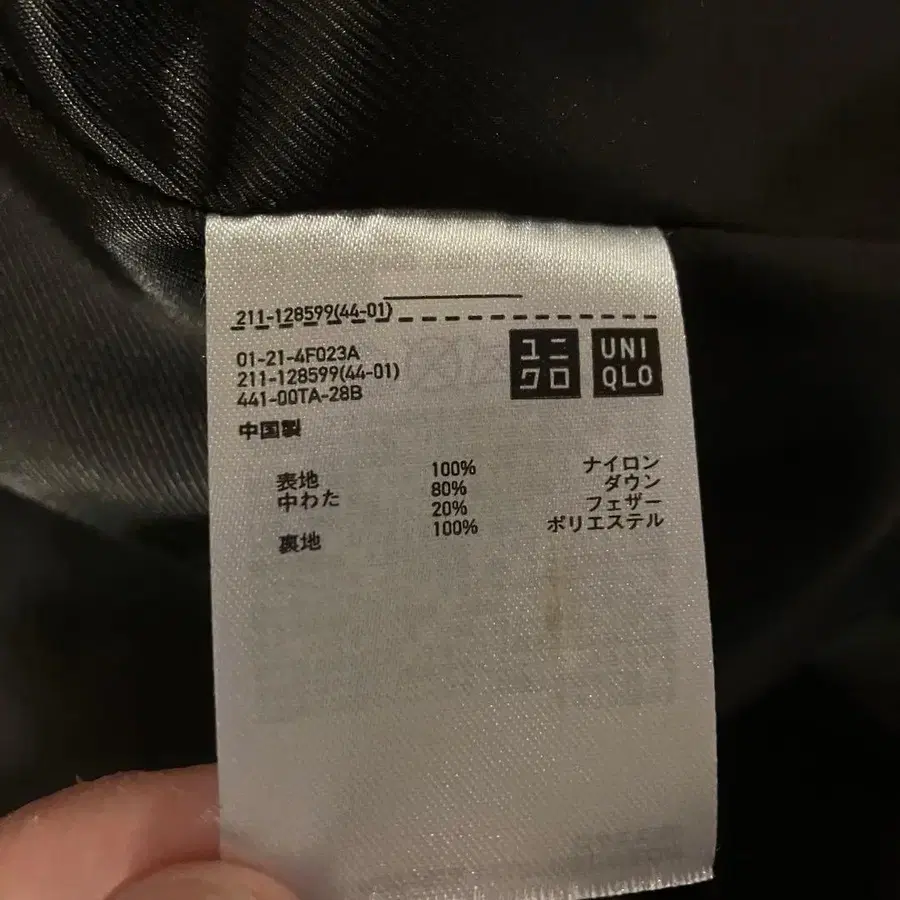 211-128599(44-01)
01-21-4F023A
211-128599(44-01)
441-00TA-28B
中国製
ユニクロ
UNIQLO
表地 100% ナイロン
中わた 80% ダウン
20% フェザー
裏地 100% ポリエステル